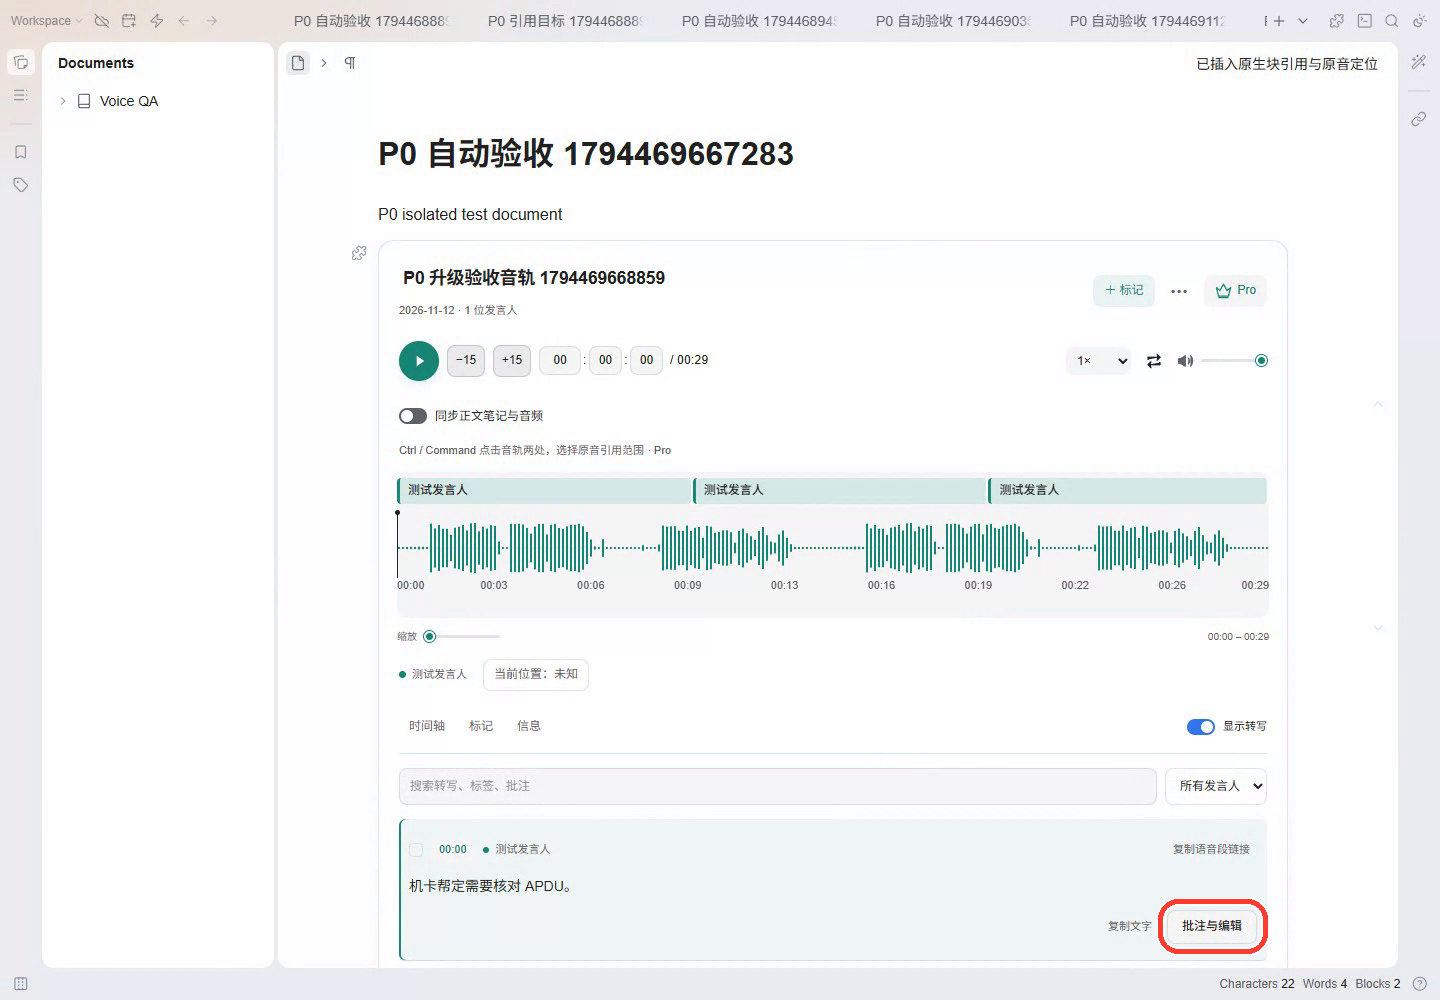 Workspace
P0 自动验收 179446888
P0 引用目标 179446888
P0 自动验收 179446894
P0 自动验收 179446903
P0 自动验收 179446911
Documents
Voice QA
已插入原生块引用与原音定位
P0 自动验收 1794469667283
P0 isolated test document
P0 升级验收音轨 1794469668859
2026-11-12 · 1 位发言人
+ 标记
Pro
−15
+15
00 : 00 : 00 / 00:29
1×
同步正文笔记与音频
Ctrl / Command 点击音轨两处，选择原音引用范围 · Pro
测试发言人
测试发言人
测试发言人
00:00 00:03 00:06 00:09 00:13 00:16 00:19 00:22 00:26 00:29
缩放
00:00 – 00:29
测试发言人
当前位置：未知
时间轴 标记 信息
显示转写
搜索转写、标签、批注
所有发言人
00:00
测试发言人
复制语音段链接
机卡帮定需要核对 APDU。
复制文字
批注与编辑
Characters 22 Words 4 Blocks 2